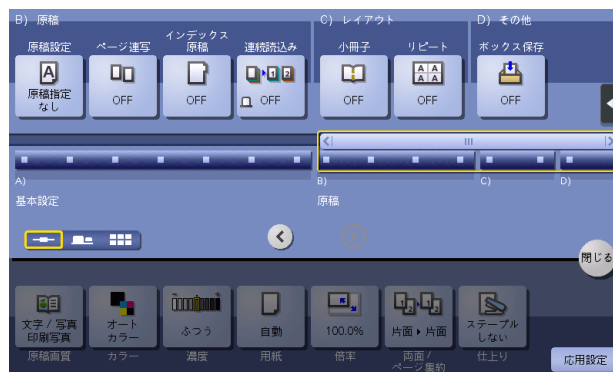 B) 原稿
C) レイアウト
D) その他
原稿設定
ページ連写
インデックス
原稿
連続読込み
小冊子
リピート
ボックス保存
A
原稿指定
なし
OFF
OFF
1 2
OFF
OFF
A A
A A
OFF
OFF
A)
B)
C)
D)
基本設定
原稿
閉じる
文字 / 写真
印刷写真
オート
カラー
ふつう
自動
100.0%
片面 ▸ 片面
ステープル
しない
原稿画質
カラー
濃度
用紙
倍率
両面 /
ページ集約
仕上り
応用設定